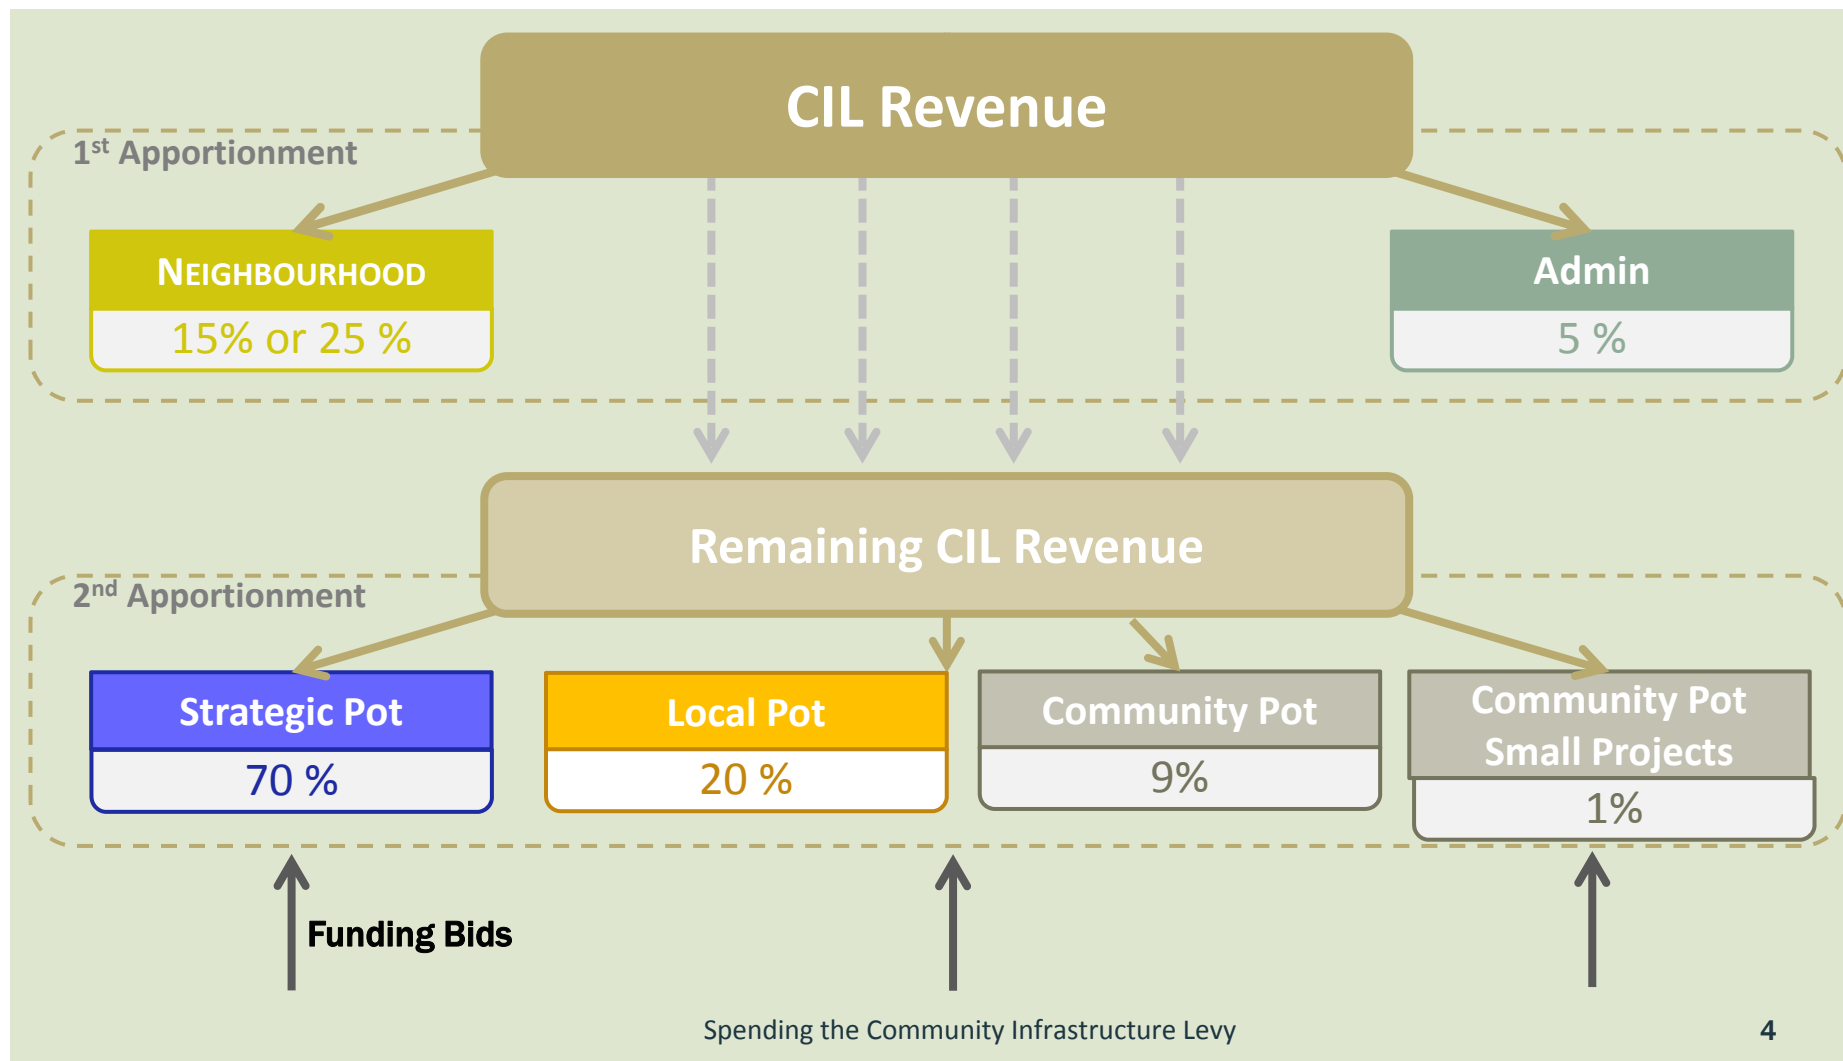 CIL Revenue
1st Apportionment
NEIGHBOURHOOD
15% or 25 %
Admin
5 %
Remaining CIL Revenue
2nd Apportionment
Strategic Pot
70 %
Local Pot
20 %
Community Pot
9%
Community Pot
Small Projects
1%
Funding Bids
Spending the Community Infrastructure Levy
4